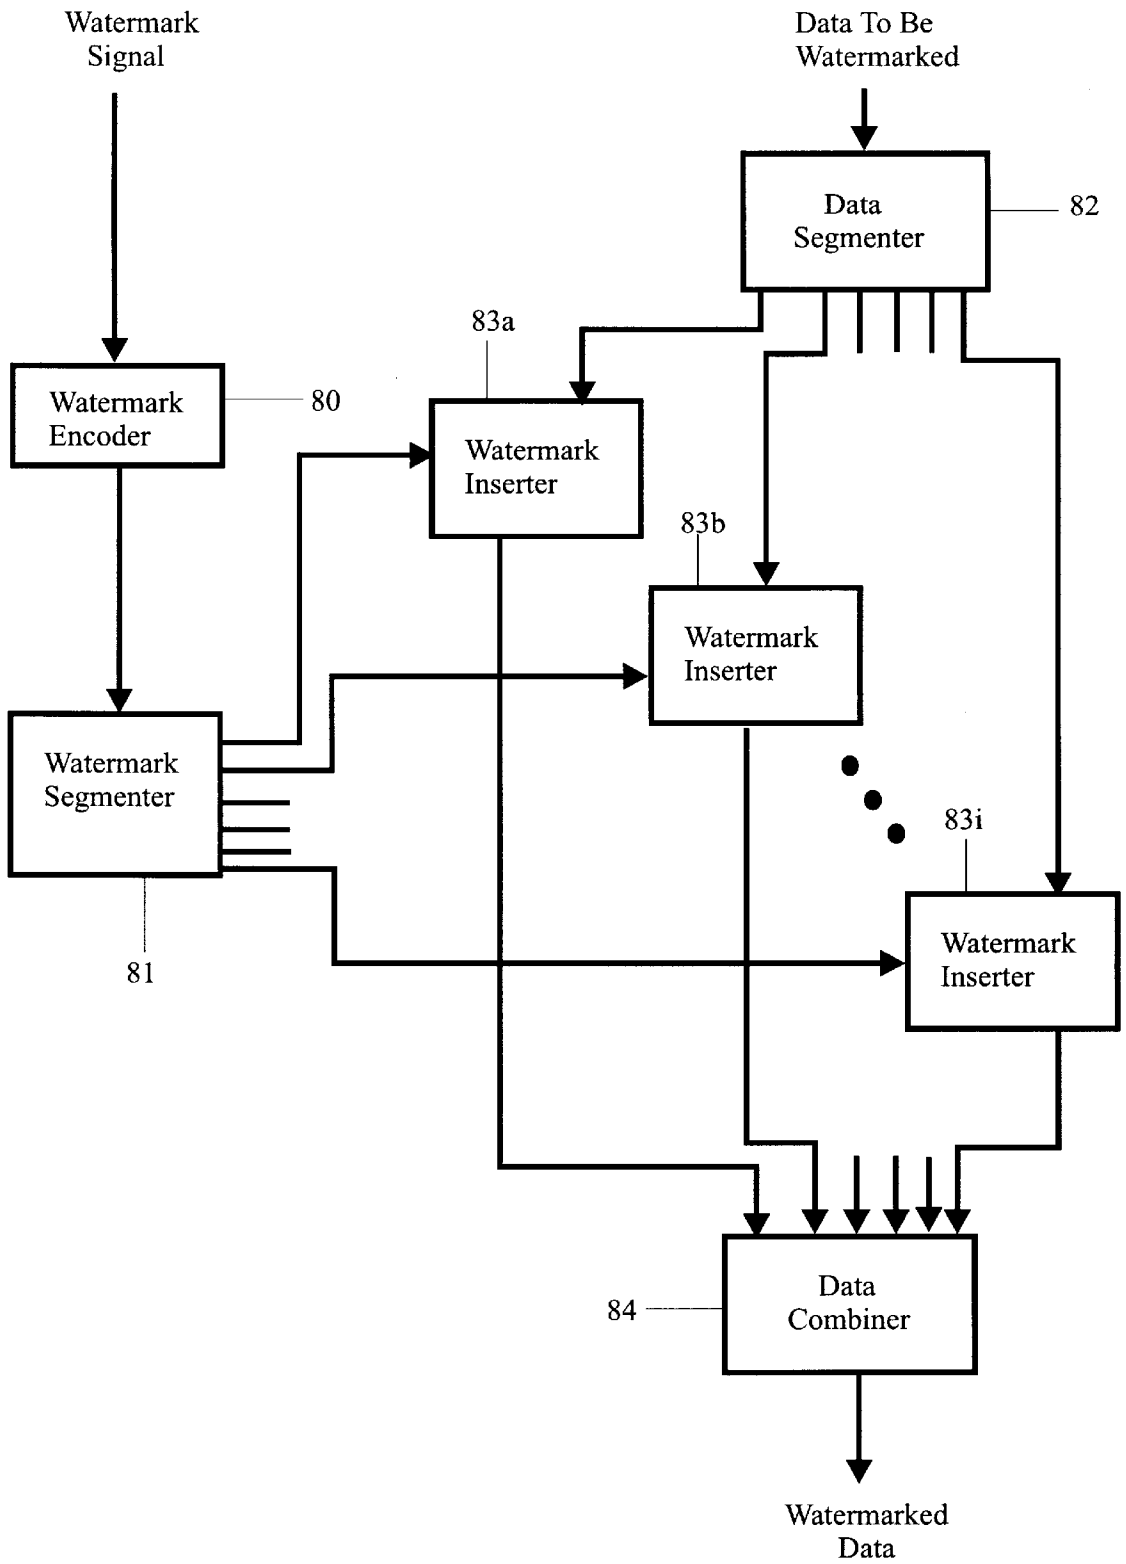 Watermark
Signal
Data To Be
Watermarked
Data
Segmenter
82
83a
Watermark
Encoder
80
Watermark
Inserter
83b
Watermark
Inserter
Watermark
Segmenter
83i
81
Watermark
Inserter
84
Data
Combiner
Watermarked
Data